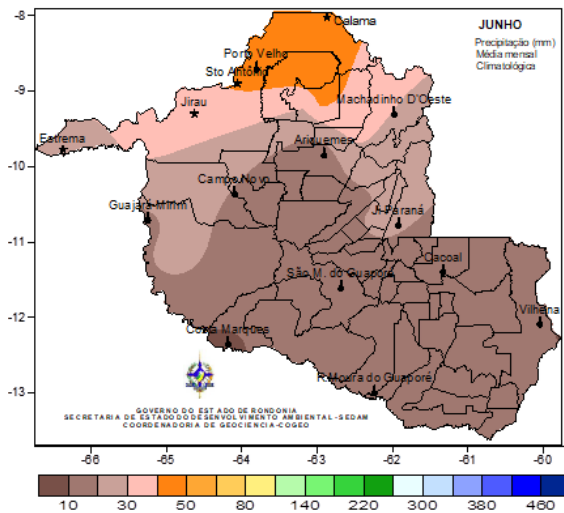 JUNHO
Precipitação (mm)
Média mensal
Climatológica
-8
-9
-10
-11
-12
-13
Calama
Porto Velho
Sto Antônio
Jirau
Machadinho D'Oeste
Estrema
Ariquemes
Campo Novo
Guajará-Mirim
Ji-Paraná
Cacoal
São M. do Guaporé
Vilhena
Costa Marques
R.Moura do Guaporé
GOVERNO DO ESTADO DE RONDONIA
SECRETARIA DE ESTADO DO DESENVOLVIMENTO AMBIENTAL -SEDAM
COORDENADORIA DE GEOCIENCIA-COGEO
-66 -65 -64 -63 -62 -61 -60
10 30 50 80 140 220 300 380 460